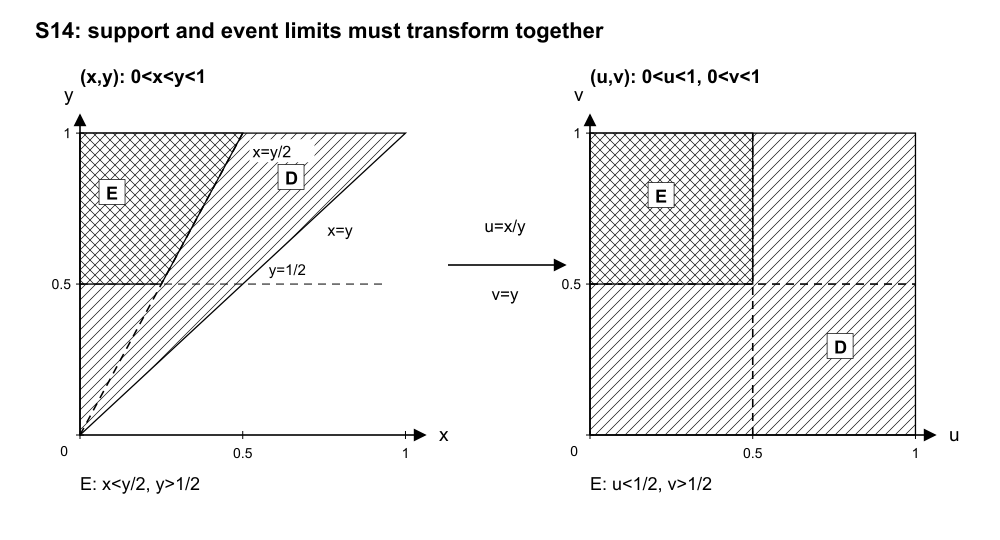 S14: support and event limits must transform together
(x,y): 0<x<y<1
y
1
x=y/2
E
D
x=y
y=1/2
0.5
0
0.5
1
x
E: x<y/2, y>1/2
u=x/y
v=y
(u,v): 0<u<1, 0<v<1
v
1
E
0.5
D
0
0.5
1
u
E: u<1/2, v>1/2